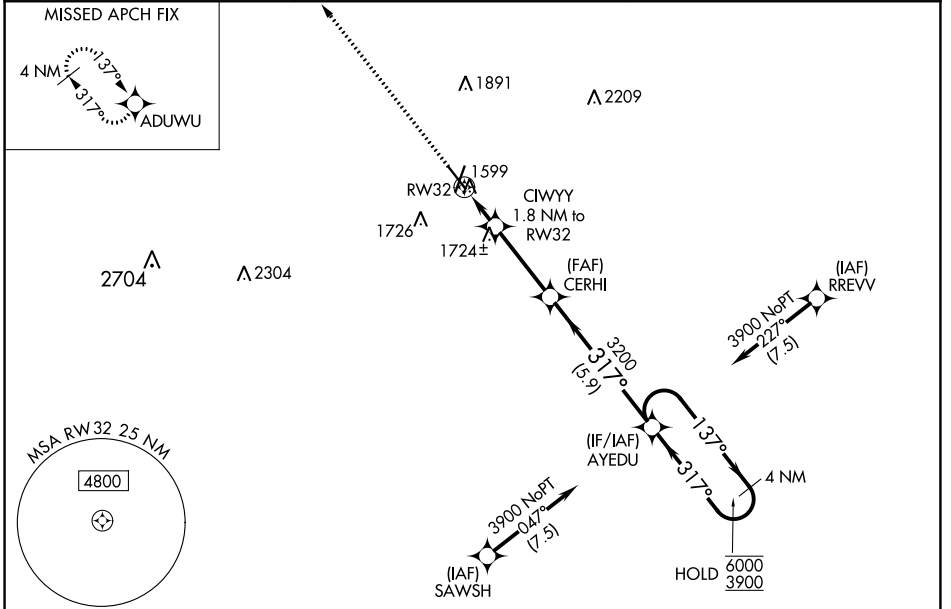 MISSED APCH FIX
4 NM
137°
317°
ADUWU
1891
2209
1599
RW32
CIWYY
1.8 NM to
RW32
1726
1724±
2704
2304
(FAF)
CERHI
(IAF)
RREVV
3900 NoPT
227°
(7.5)
3200
317°
(5.9)
(IF/IAF)
AYEDU
137°
317°
4 NM
MSA RW32 25 NM
4800
3900 NoPT
047°
(7.5)
(IAF)
SAWSH
HOLD
6000
3900